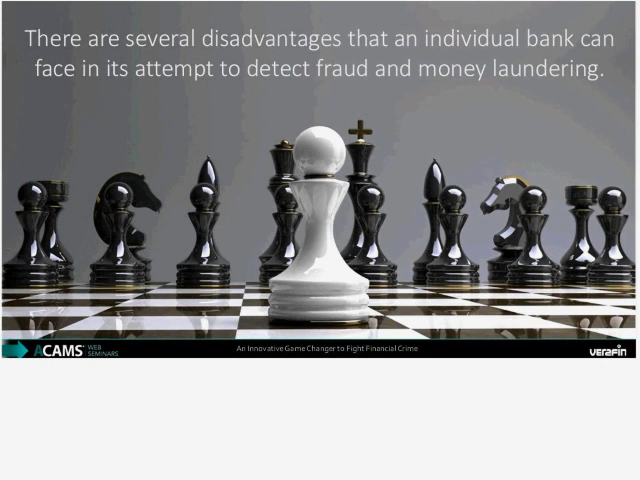 There are several disadvantages that an individual bank can
face in its attempt to detect fraud and money laundering.
ACAMS WEB
SEMINARS
An Innovative Game Changer to Fight Financial Crime
verafin